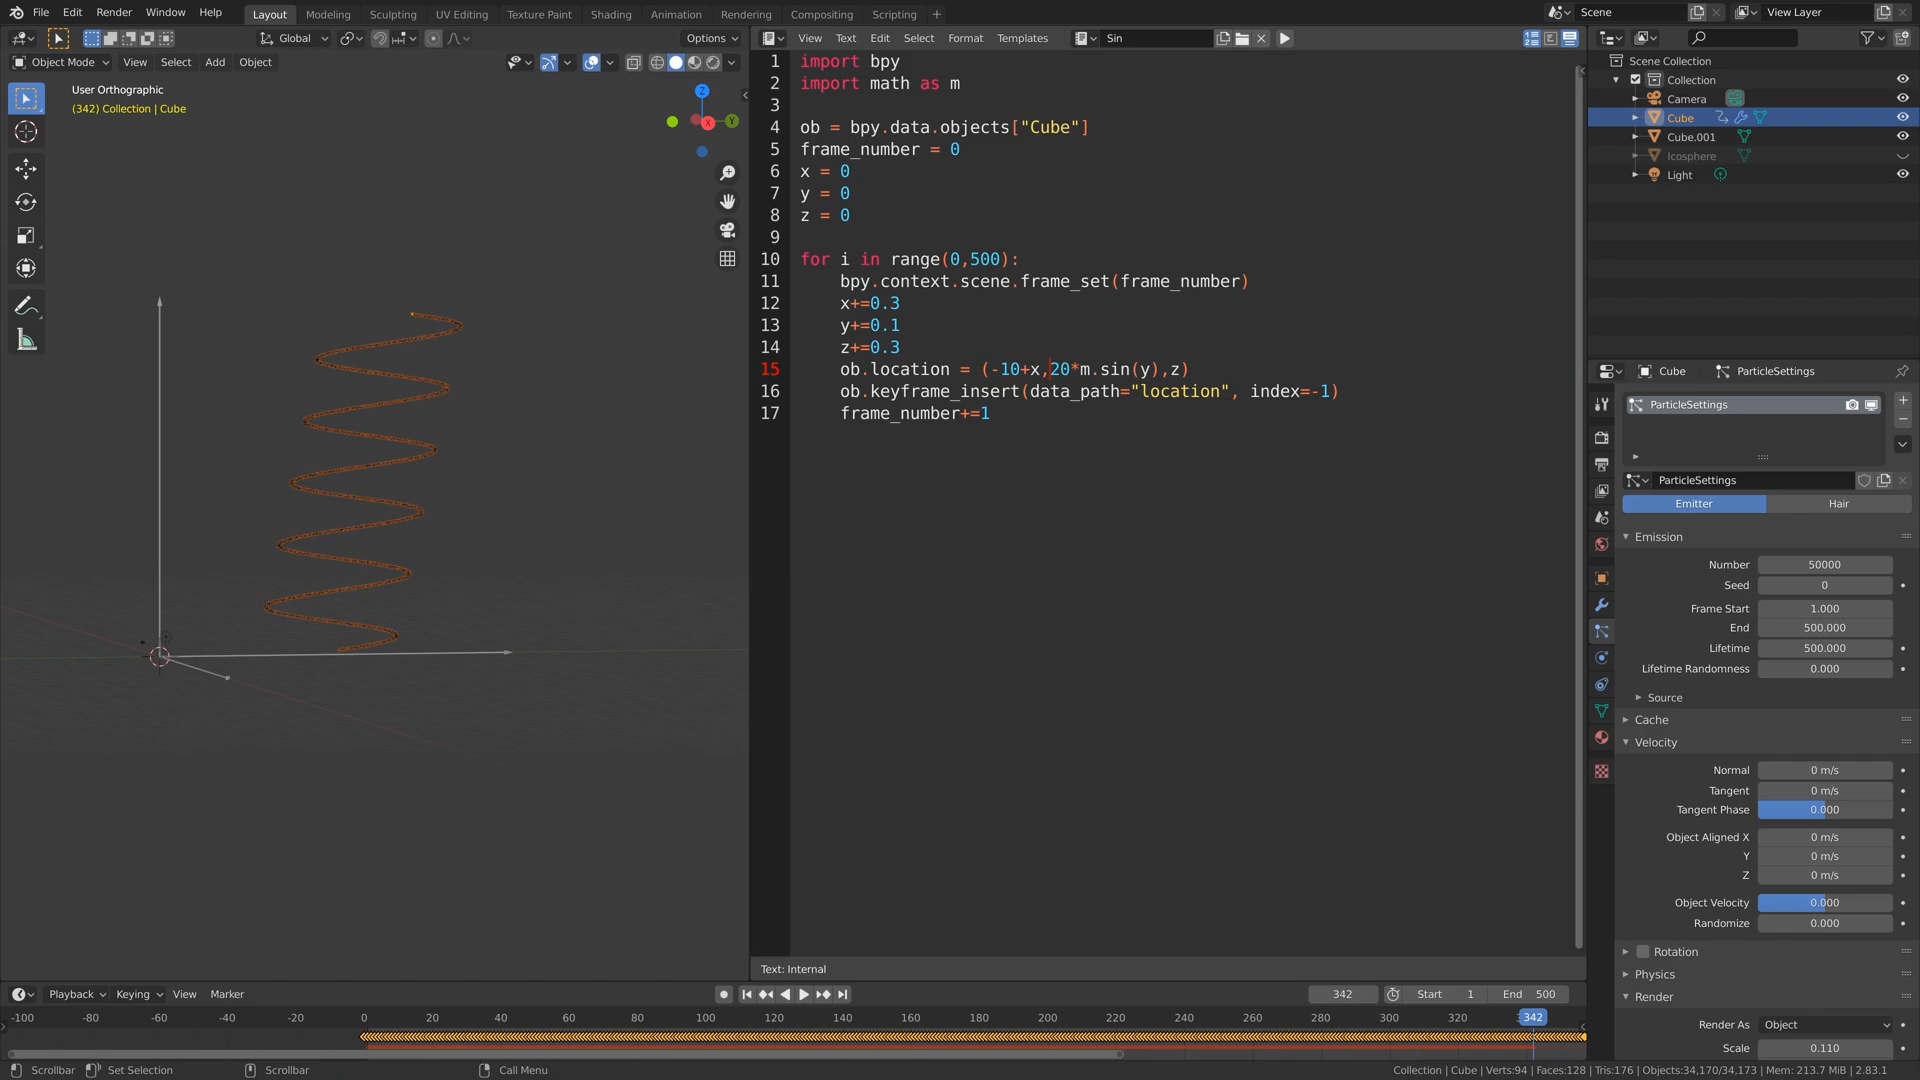 File Edit Render Window Help Layout Modeling Sculpting UV Editing Texture Paint Shading Animation Rendering Compositing Scripting + Scene View Layer
Global Options View Text Edit Select Format Templates Sin
Object Mode View Select Add Object
User Orthographic
(342) Collection | Cube
Z
X
Y
1 import bpy
2 import math as m
3
4 ob = bpy.data.objects["Cube"]
5 frame_number = 0
6 x = 0
7 y = 0
8 z = 0
9
10 for i in range(0,500):
11 bpy.context.scene.frame_set(frame_number)
12 x+=0.3
13 y+=0.1
14 z+=0.3
15 ob.location = (-10+x,20*m.sin(y),z)
16 ob.keyframe_insert(data_path="location", index=-1)
17 frame_number+=1
Text: Internal
Scene Collection
Collection
Camera
Cube
Cube.001
Icosphere
Light
Cube ParticleSettings
ParticleSettings
ParticleSettings
Emitter Hair
Emission
Number 50000
Seed 0
Frame Start 1.000
End 500.000
Lifetime 500.000
Lifetime Randomness 0.000
Source
Cache
Velocity
Normal 0 m/s
Tangent 0 m/s
Tangent Phase 0.000
Object Aligned X 0 m/s
Y 0 m/s
Z 0 m/s
Object Velocity 0.000
Randomize 0.000
Rotation
Physics
Render
Render As Object
Scale 0.110
Playback Keying View Marker 342 Start 1 End 500
-100 -80 -60 -40 -20 0 20 40 60 80 100 120 140 160 180 200 220 240 260 280 300 320 342
Scrollbar Set Selection Scrollbar Call Menu Collection | Cube | Verts:94 | Faces:128 | Tris:176 | Objects:34,170/34,173 | Mem: 213.7 MiB | 2.83.1